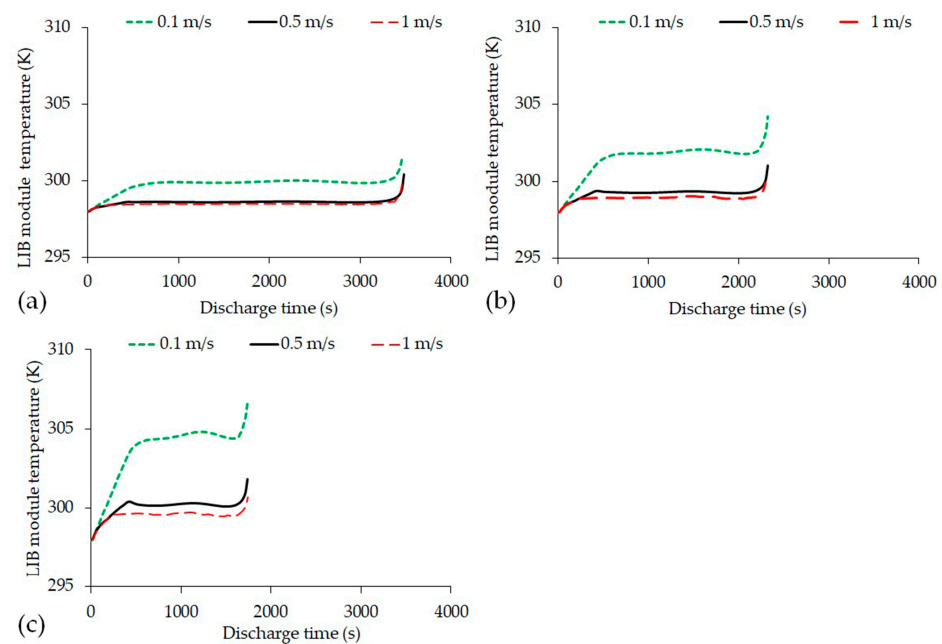 0.1 m/s 0.5 m/s 1 m/s
310
305
300
295
0 1000 2000 3000 4000
LIB module temperature (K)
Discharge time (s)
(a)
0.1 m/s 0.5 m/s 1 m/s
310
305
300
295
0 1000 2000 3000 4000
LIB moodule temperature (K)
Discharge time (s)
(b)
0.1 m/s 0.5 m/s 1 m/s
310
305
300
295
0 1000 2000 3000 4000
LIB module temperature (K)
Discharge time (s)
(c)